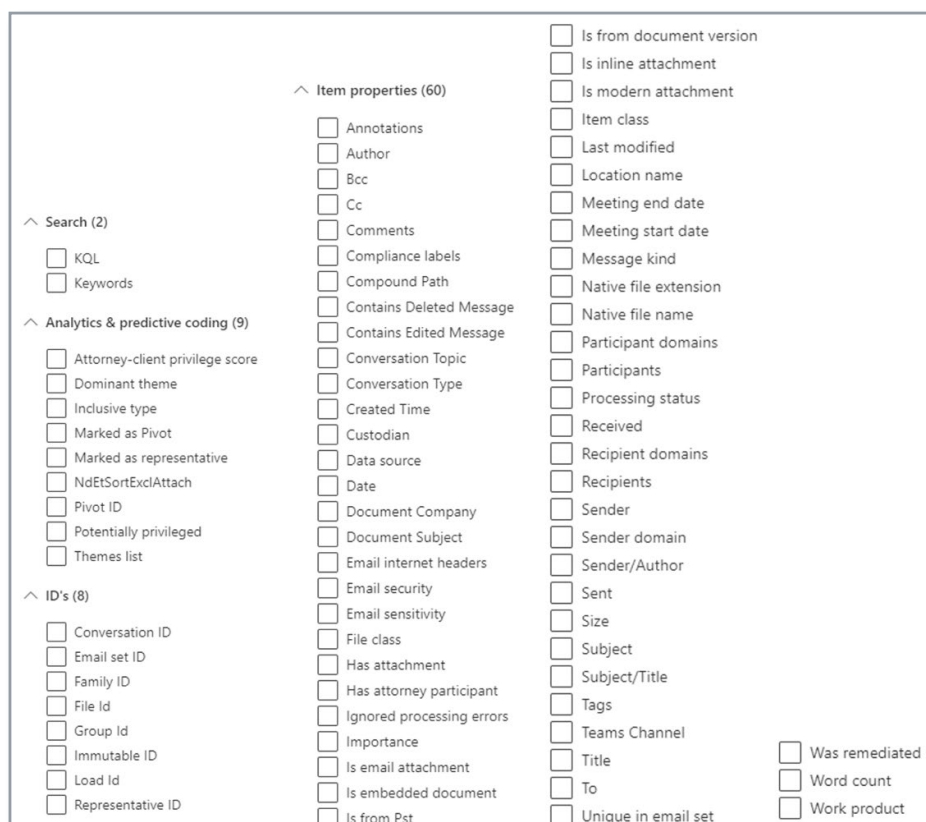 Search (2)
KQL
Keywords
Analytics & predictive coding (9)
Attorney-client privilege score
Dominant theme
Inclusive type
Marked as Pivot
Marked as representative
NdEtSortExclAttach
Pivot ID
Potentially privileged
Themes list
ID's (8)
Conversation ID
Email set ID
Family ID
File Id
Group Id
Immutable ID
Load Id
Representative ID
Item properties (60)
Annotations
Author
Bcc
Cc
Comments
Compliance labels
Compound Path
Contains Deleted Message
Contains Edited Message
Conversation Topic
Conversation Type
Created Time
Custodian
Data source
Date
Document Company
Document Subject
Email internet headers
Email security
Email sensitivity
File class
Has attachment
Has attorney participant
Ignored processing errors
Importance
Is email attachment
Is embedded document
Is from Pst
Is from document version
Is inline attachment
Is modern attachment
Item class
Last modified
Location name
Meeting end date
Meeting start date
Message kind
Native file extension
Native file name
Participant domains
Participants
Processing status
Received
Recipient domains
Recipients
Sender
Sender domain
Sender/Author
Sent
Size
Subject
Subject/Title
Tags
Teams Channel
Title
To
Unique in email set
Was remediated
Word count
Work product